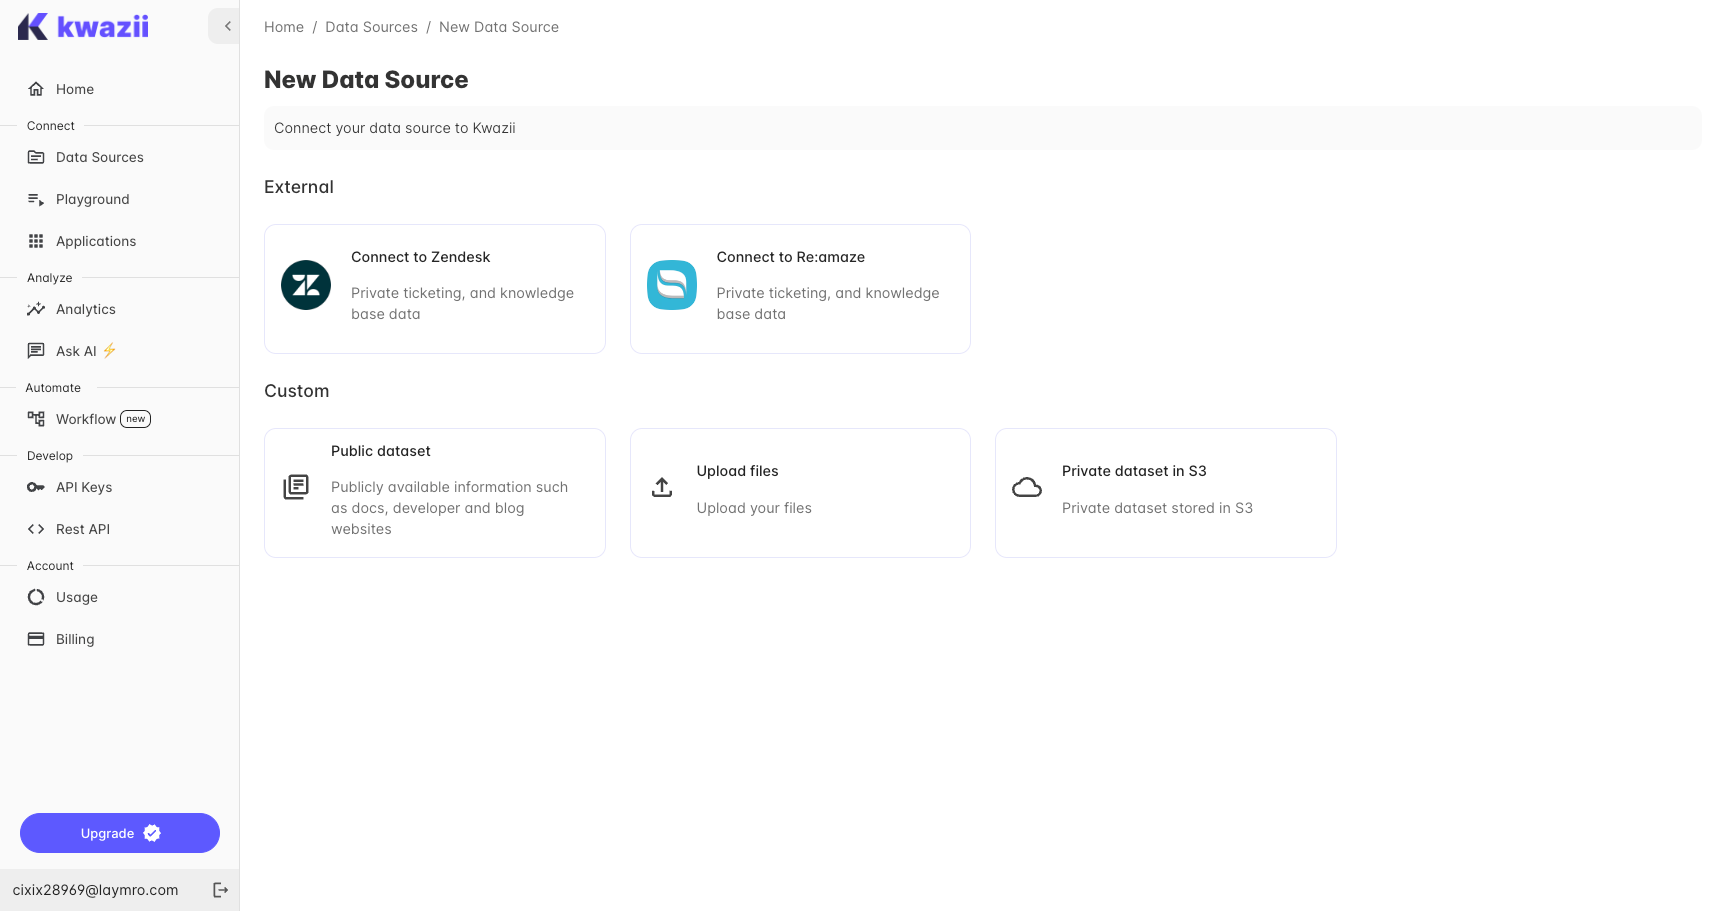 kwazii
Home
Connect
Data Sources
Playground
Applications
Analyze
Analytics
Ask AI ⚡
Automate
Workflow new
Develop
API Keys
Rest API
Account
Usage
Billing
Upgrade
cixix28969@laymro.com
Home / Data Sources / New Data Source
New Data Source
Connect your data source to Kwazii
External
Connect to Zendesk
Private ticketing, and knowledge
base data
Connect to Re:amaze
Private ticketing, and knowledge
base data
Custom
Public dataset
Publicly available information such
as docs, developer and blog
websites
Upload files
Upload your files
Private dataset in S3
Private dataset stored in S3